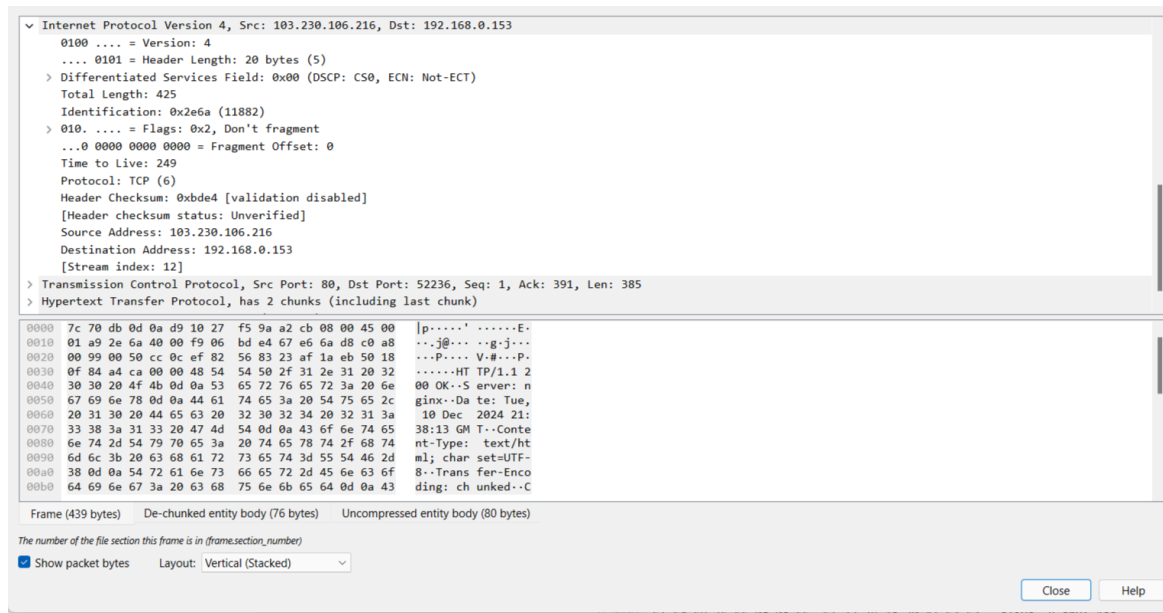 Internet Protocol Version 4, Src: 103.230.106.216, Dst: 192.168.0.153
0100 .... = Version: 4
.... 0101 = Header Length: 20 bytes (5)
Differentiated Services Field: 0x00 (DSCP: CS0, ECN: Not-ECT)
Total Length: 425
Identification: 0x2e6a (11882)
010. .... = Flags: 0x2, Don't fragment
...0 0000 0000 0000 = Fragment Offset: 0
Time to Live: 249
Protocol: TCP (6)
Header Checksum: 0xbde4 [validation disabled]
[Header checksum status: Unverified]
Source Address: 103.230.106.216
Destination Address: 192.168.0.153
[Stream index: 12]
Transmission Control Protocol, Src Port: 80, Dst Port: 52236, Seq: 1, Ack: 391, Len: 385
Hypertext Transfer Protocol, has 2 chunks (including last chunk)
0000 7c 70 db 0d 0a d9 10 27 f5 9a a2 cb 08 00 45 00 |p·····' ······E·
0010 01 a9 2e 6a 40 00 f9 06 bd e4 67 e6 6a d8 c0 a8 ··.j@··· ··g·j···
0020 00 99 00 50 cc 0c ef 82 56 83 23 af 1a eb 50 18 ···P···· V·#···P·
0030 0f 84 a4 ca 00 00 48 54 54 50 2f 31 2e 31 20 32 ······HT TP/1.1 2
0040 30 30 20 4f 4b 0d 0a 53 65 72 76 65 72 3a 20 6e 00 OK··S erver: n
0050 67 69 6e 78 0d 0a 44 61 74 65 3a 20 54 75 65 2c ginx··Da te: Tue,
0060 20 31 30 20 44 65 63 20 32 30 32 34 20 32 31 3a 10 Dec 2024 21:
0070 33 38 3a 31 33 20 47 4d 54 0d 0a 43 6f 6e 74 65 38:13 GM T··Conte
0080 6e 74 2d 54 79 70 65 3a 20 74 65 78 74 2f 68 74 nt-Type: text/ht
0090 6d 6c 3b 20 63 68 61 72 73 65 74 3d 55 54 46 2d ml; char set=UTF-
00a0 38 0d 0a 54 72 61 6e 73 66 65 72 2d 45 6e 63 6f 8··Trans fer-Enco
00b0 64 69 6e 67 3a 20 63 68 75 6e 6b 65 64 0d 0a 43 ding: ch unked··C
Frame (439 bytes) De-chunked entity body (76 bytes) Uncompressed entity body (80 bytes)
The number of the file section this frame is in (frame.section_number)
Show packet bytes Layout: Vertical (Stacked)
Close Help